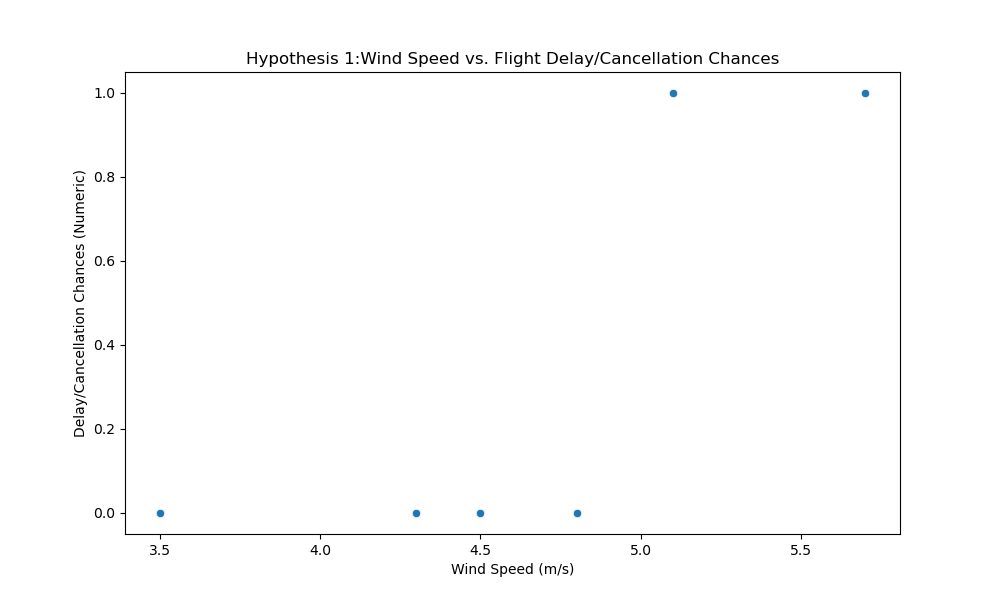 Hypothesis 1:Wind Speed vs. Flight Delay/Cancellation Chances
1.0
0.8
0.6
0.4
0.2
0.0
Delay/Cancellation Chances (Numeric)
3.5 4.0 4.5 5.0 5.5
Wind Speed (m/s)